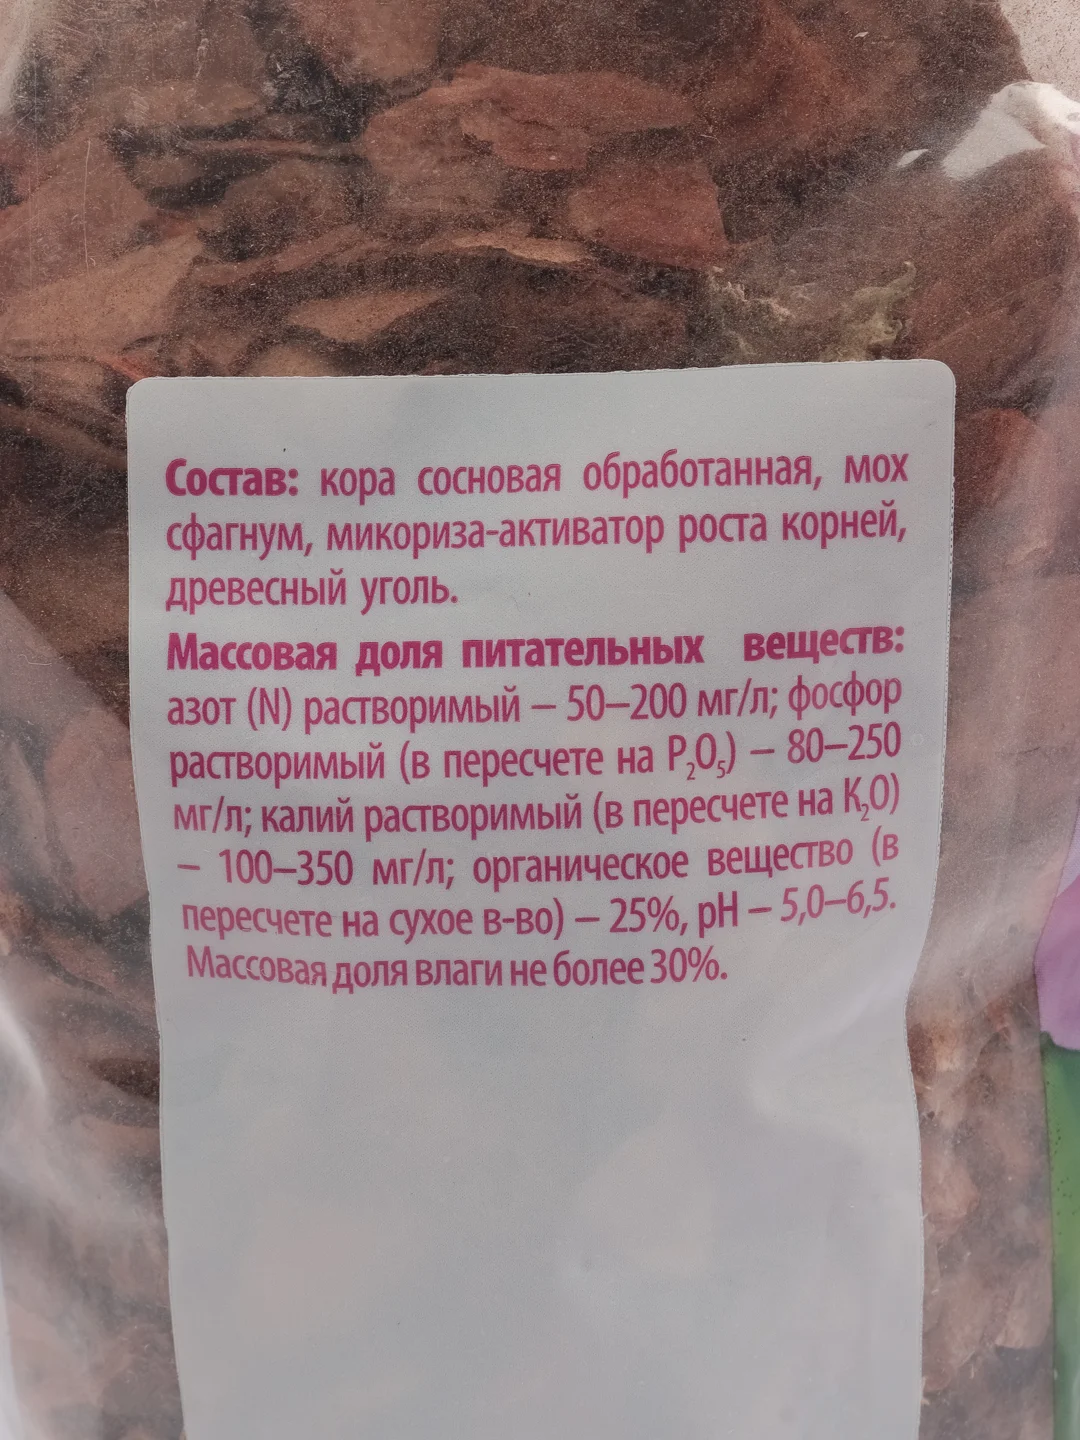 Состав: кора сосновая обработанная, мох
сфагнум, микориза-активатор роста корней,
древесный уголь.
Массовая доля питательных веществ:
азот (N) растворимый – 50–200 мг/л; фосфор
растворимый (в пересчете на P₂O₅) – 80–250
мг/л; калий растворимый (в пересчете на K₂O)
– 100–350 мг/л; органическое вещество (в
пересчете на сухое в-во) – 25%, pH – 5,0–6,5.
Массовая доля влаги не более 30%.